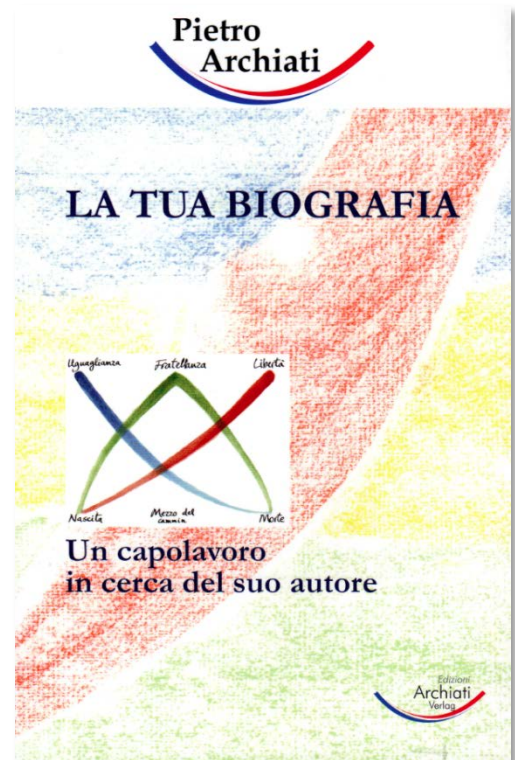 Pietro
Archiati
LA TUA BIOGRAFIA
Uguaglianza Fratellanza Libertà
Nascita Mezzo del cammin Morte
Un capolavoro
in cerca del suo autore
Edizioni
Archiati
Verlag